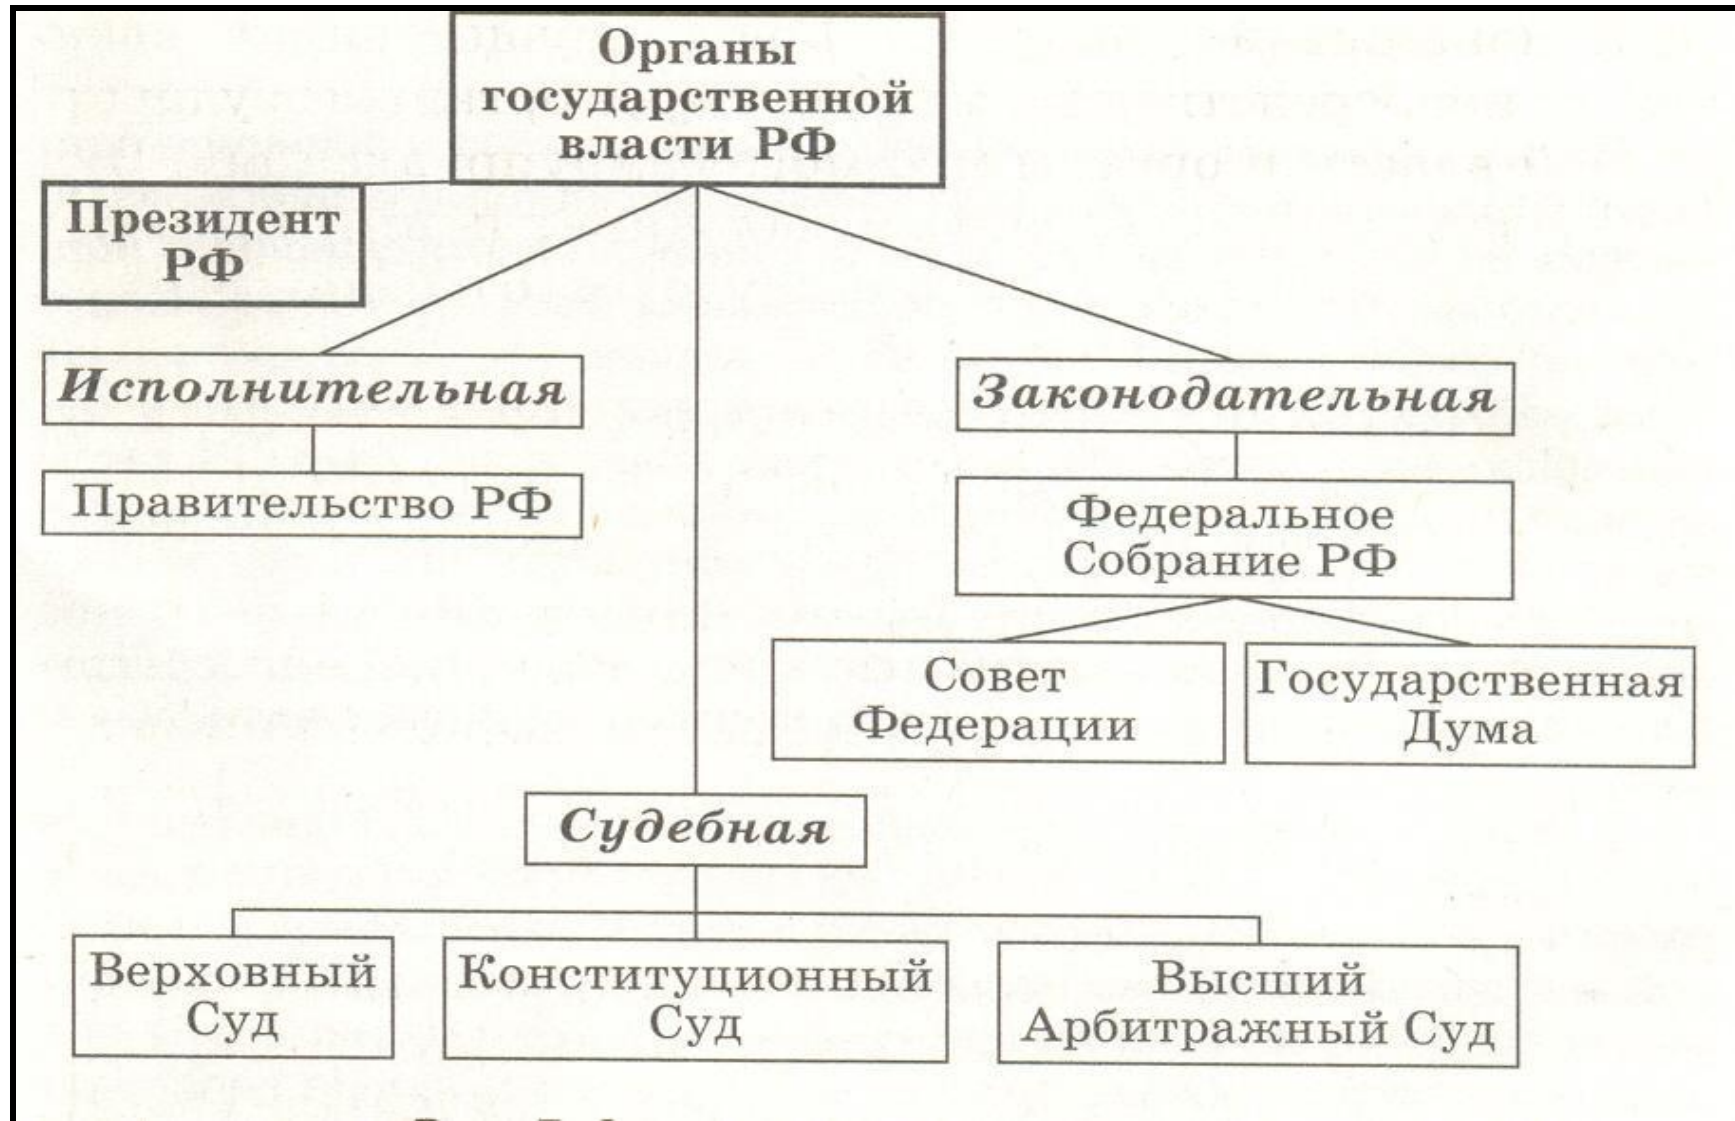 Органы
государственной
власти РФ
Президент
РФ
Исполнительная
Законодательная
Правительство РФ
Федеральное
Собрание РФ
Совет
Федерации
Государственная
Дума
Судебная
Верховный
Суд
Конституционный
Суд
Высший
Арбитражный Суд